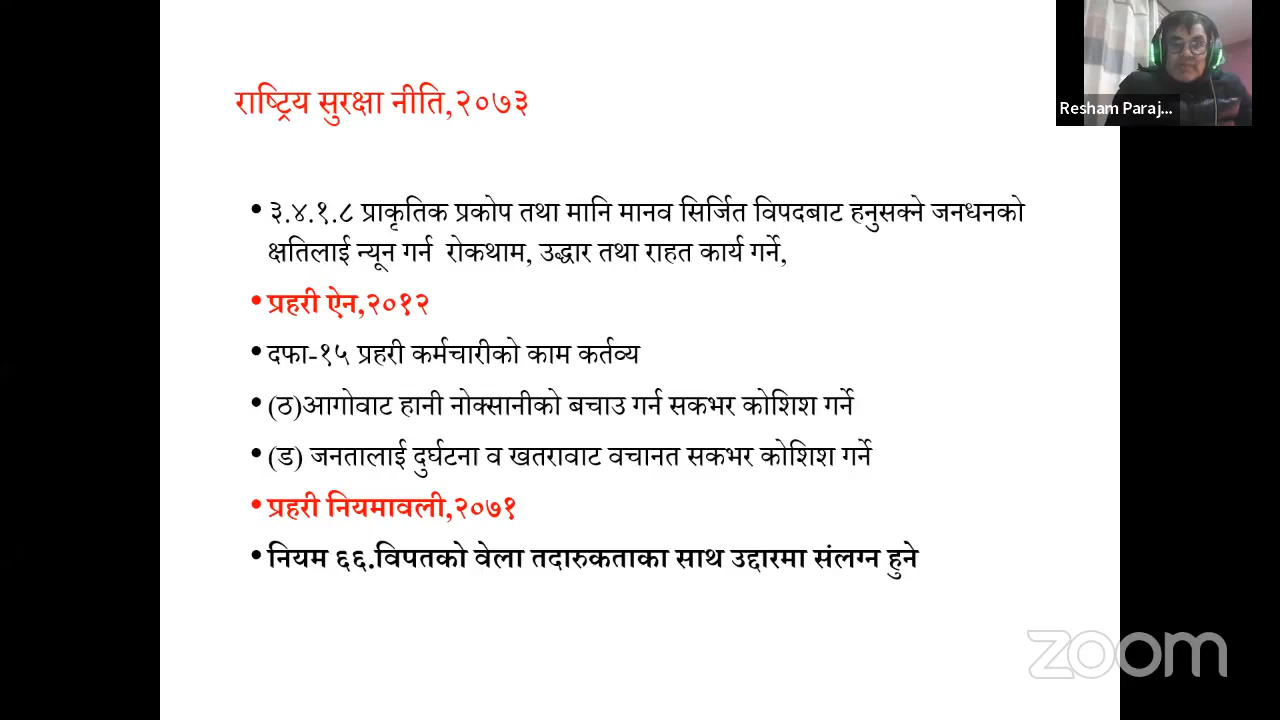 राष्ट्रिय सुरक्षा नीति,२०७३
Resham Paraj...
• ३.४.१.८ प्राकृतिक प्रकोप तथा मानि मानव सिर्जित विपदबाट हनुसक्ने जनधनको
क्षतिलाई न्यून गर्न रोकथाम, उद्धार तथा राहत कार्य गर्ने,
• प्रहरी ऐन,२०१२
• दफा-१५ प्रहरी कर्मचारीको काम कर्तव्य
• (ठ)आगोवाट हानी नोक्सानीको बचाउ गर्न सकभर कोशिश गर्ने
• (ड) जनतालाई दुर्घटना व खतरावाट वचानत सकभर कोशिश गर्ने
• प्रहरी नियमावली,२०७१
• नियम ६६.विपतको वेला तदारुकताका साथ उद्दारमा संलग्न हुने
zoom